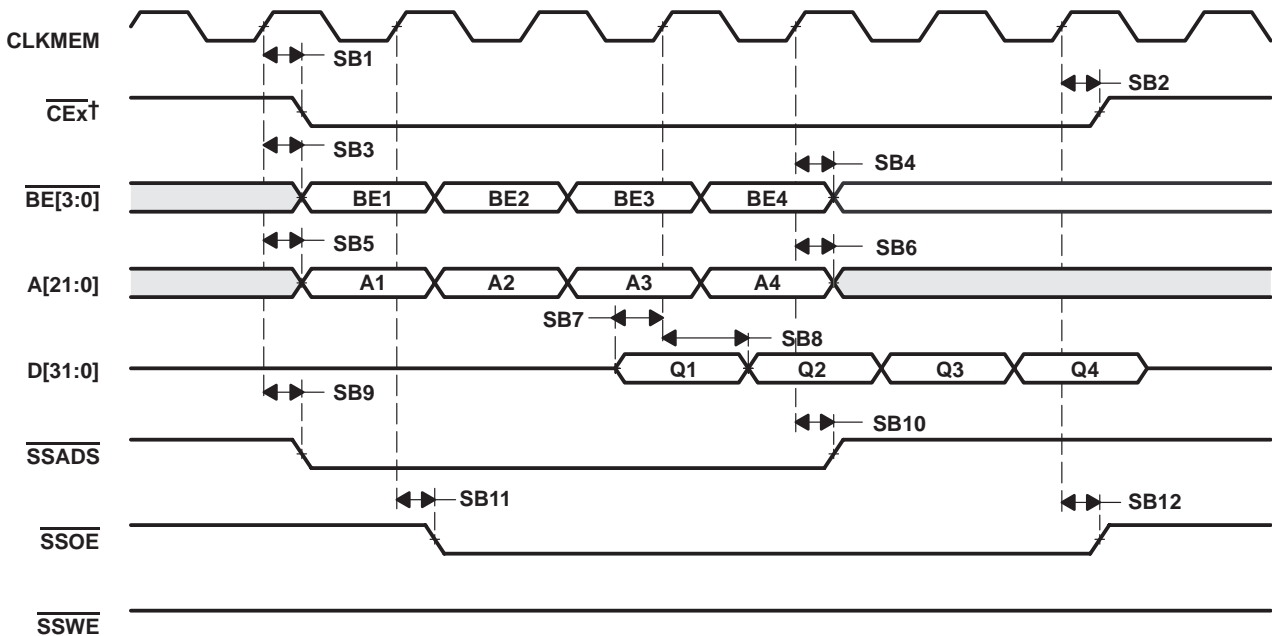 CLKMEM
SB1
SB2
CEx†
SB3
SB4
BE[3:0]
BE1 BE2 BE3 BE4
SB5
SB6
A[21:0]
A1 A2 A3 A4
SB7
SB8
D[31:0]
Q1 Q2 Q3 Q4
SB9
SB10
SSADS
SB11
SB12
SSOE
SSWE